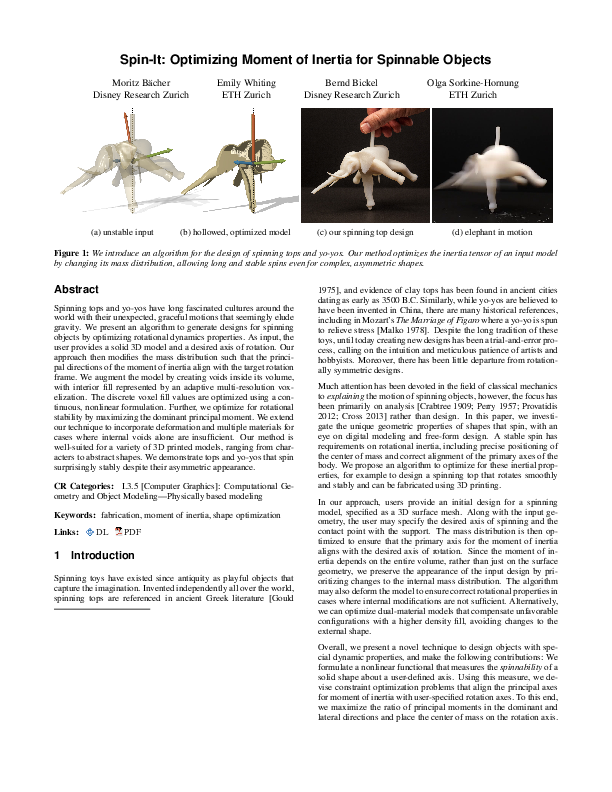 Spin-It: Optimizing Moment of Inertia for Spinnable Objects
Moritz Bächer
Disney Research Zurich
Emily Whiting
ETH Zurich
Bernd Bickel
Disney Research Zurich
Olga Sorkine-Hornung
ETH Zurich
(a) unstable input
(b) hollowed, optimized model
(c) our spinning top design
(d) elephant in motion
Figure 1: We introduce an algorithm for the design of spinning tops and yo-yos. Our method optimizes the inertia tensor of an input model
by changing its mass distribution, allowing long and stable spins even for complex, asymmetric shapes.
Abstract
Spinning tops and yo-yos have long fascinated cultures around the
world with their unexpected, graceful motions that seemingly elude
gravity. We present an algorithm to generate designs for spinning
objects by optimizing rotational dynamics properties. As input, the
user provides a solid 3D model and a desired axis of rotation. Our
approach then modifies the mass distribution such that the princi-
pal directions of the moment of inertia align with the target rotation
frame. We augment the model by creating voids inside its volume,
with interior fill represented by an adaptive multi-resolution vox-
elization. The discrete voxel fill values are optimized using a con-
tinuous, nonlinear formulation. Further, we optimize for rotational
stability by maximizing the dominant principal moment. We extend
our technique to incorporate deformation and multiple materials for
cases where internal voids alone are insufficient. Our method is
well-suited for a variety of 3D printed models, ranging from char-
acters to abstract shapes. We demonstrate tops and yo-yos that spin
surprisingly stably despite their asymmetric appearance.
CR Categories: I.3.5 [Computer Graphics]: Computational Ge-
ometry and Object Modeling—Physically based modeling
Keywords: fabrication, moment of inertia, shape optimization
Links: DL PDF
1 Introduction
Spinning toys have existed since antiquity as playful objects that
capture the imagination. Invented independently all over the world,
spinning tops are referenced in ancient Greek literature [Gould
1975], and evidence of clay tops has been found in ancient cities
dating as early as 3500 B.C. Similarly, while yo-yos are believed to
have been invented in China, there are many historical references,
including in Mozart's The Marriage of Figaro where a yo-yo is spun
to relieve stress [Malko 1978]. Despite the long tradition of these
toys, until today creating new designs has been a trial-and-error pro-
cess, calling on the intuition and meticulous patience of artists and
hobbyists. Moreover, there has been little departure from rotation-
ally symmetric designs.
Much attention has been devoted in the field of classical mechanics
to explaining the motion of spinning objects, however, the focus has
been primarily on analysis [Crabtree 1909; Perry 1957; Provatidis
2012; Cross 2013] rather than design. In this paper, we investi-
gate the unique geometric properties of shapes that spin, with an
eye on digital modeling and free-form design. A stable spin has
requirements on rotational inertia, including precise positioning of
the center of mass and correct alignment of the primary axes of the
body. We propose an algorithm to optimize for these inertial prop-
erties, for example to design a spinning top that rotates smoothly
and stably and can be fabricated using 3D printing.
In our approach, users provide an initial design for a spinning
model, specified as a 3D surface mesh. Along with the input ge-
ometry, the user may specify the desired axis of spinning and the
contact point with the support. The mass distribution is then op-
timized to ensure that the primary axis for the moment of inertia
aligns with the desired axis of rotation. Since the moment of in-
ertia depends on the entire volume, rather than just on the surface
geometry, we preserve the appearance of the input design by pri-
oritizing changes to the internal mass distribution. The algorithm
may also deform the model to ensure correct rotational properties in
cases where internal modifications are not sufficient. Alternatively,
we can optimize dual-material models that compensate unfavorable
configurations with a higher density fill, avoiding changes to the
external shape.
Overall, we present a novel technique to design objects with spe-
cial dynamic properties, and make the following contributions: We
formulate a nonlinear functional that measures the spinnability of a
solid shape about a user-defined axis. Using this measure, we de-
vise constraint optimization problems that align the principal axes
for moment of inertia with user-specified rotation axes. To this end,
we maximize the ratio of principal moments in the dominant and
lateral directions and place the center of mass on the rotation axis.